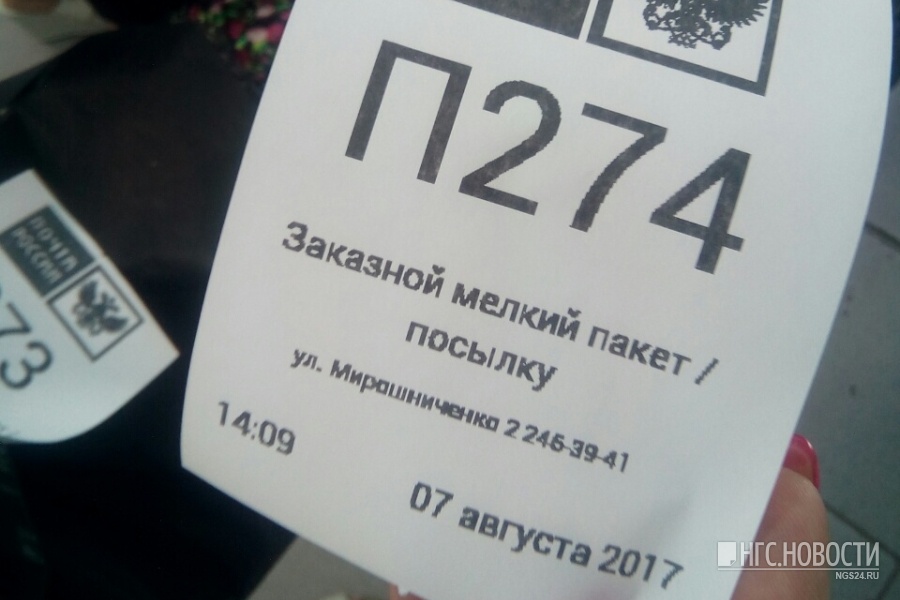 П274
Заказной мелкий пакет /
посылку
ул. Мирошниченко 2 246-39-41
14:09
07 августа 2017
ПОЧТА
РОССИИ
73
НГС.НОВОСТИ
NGS24.RU